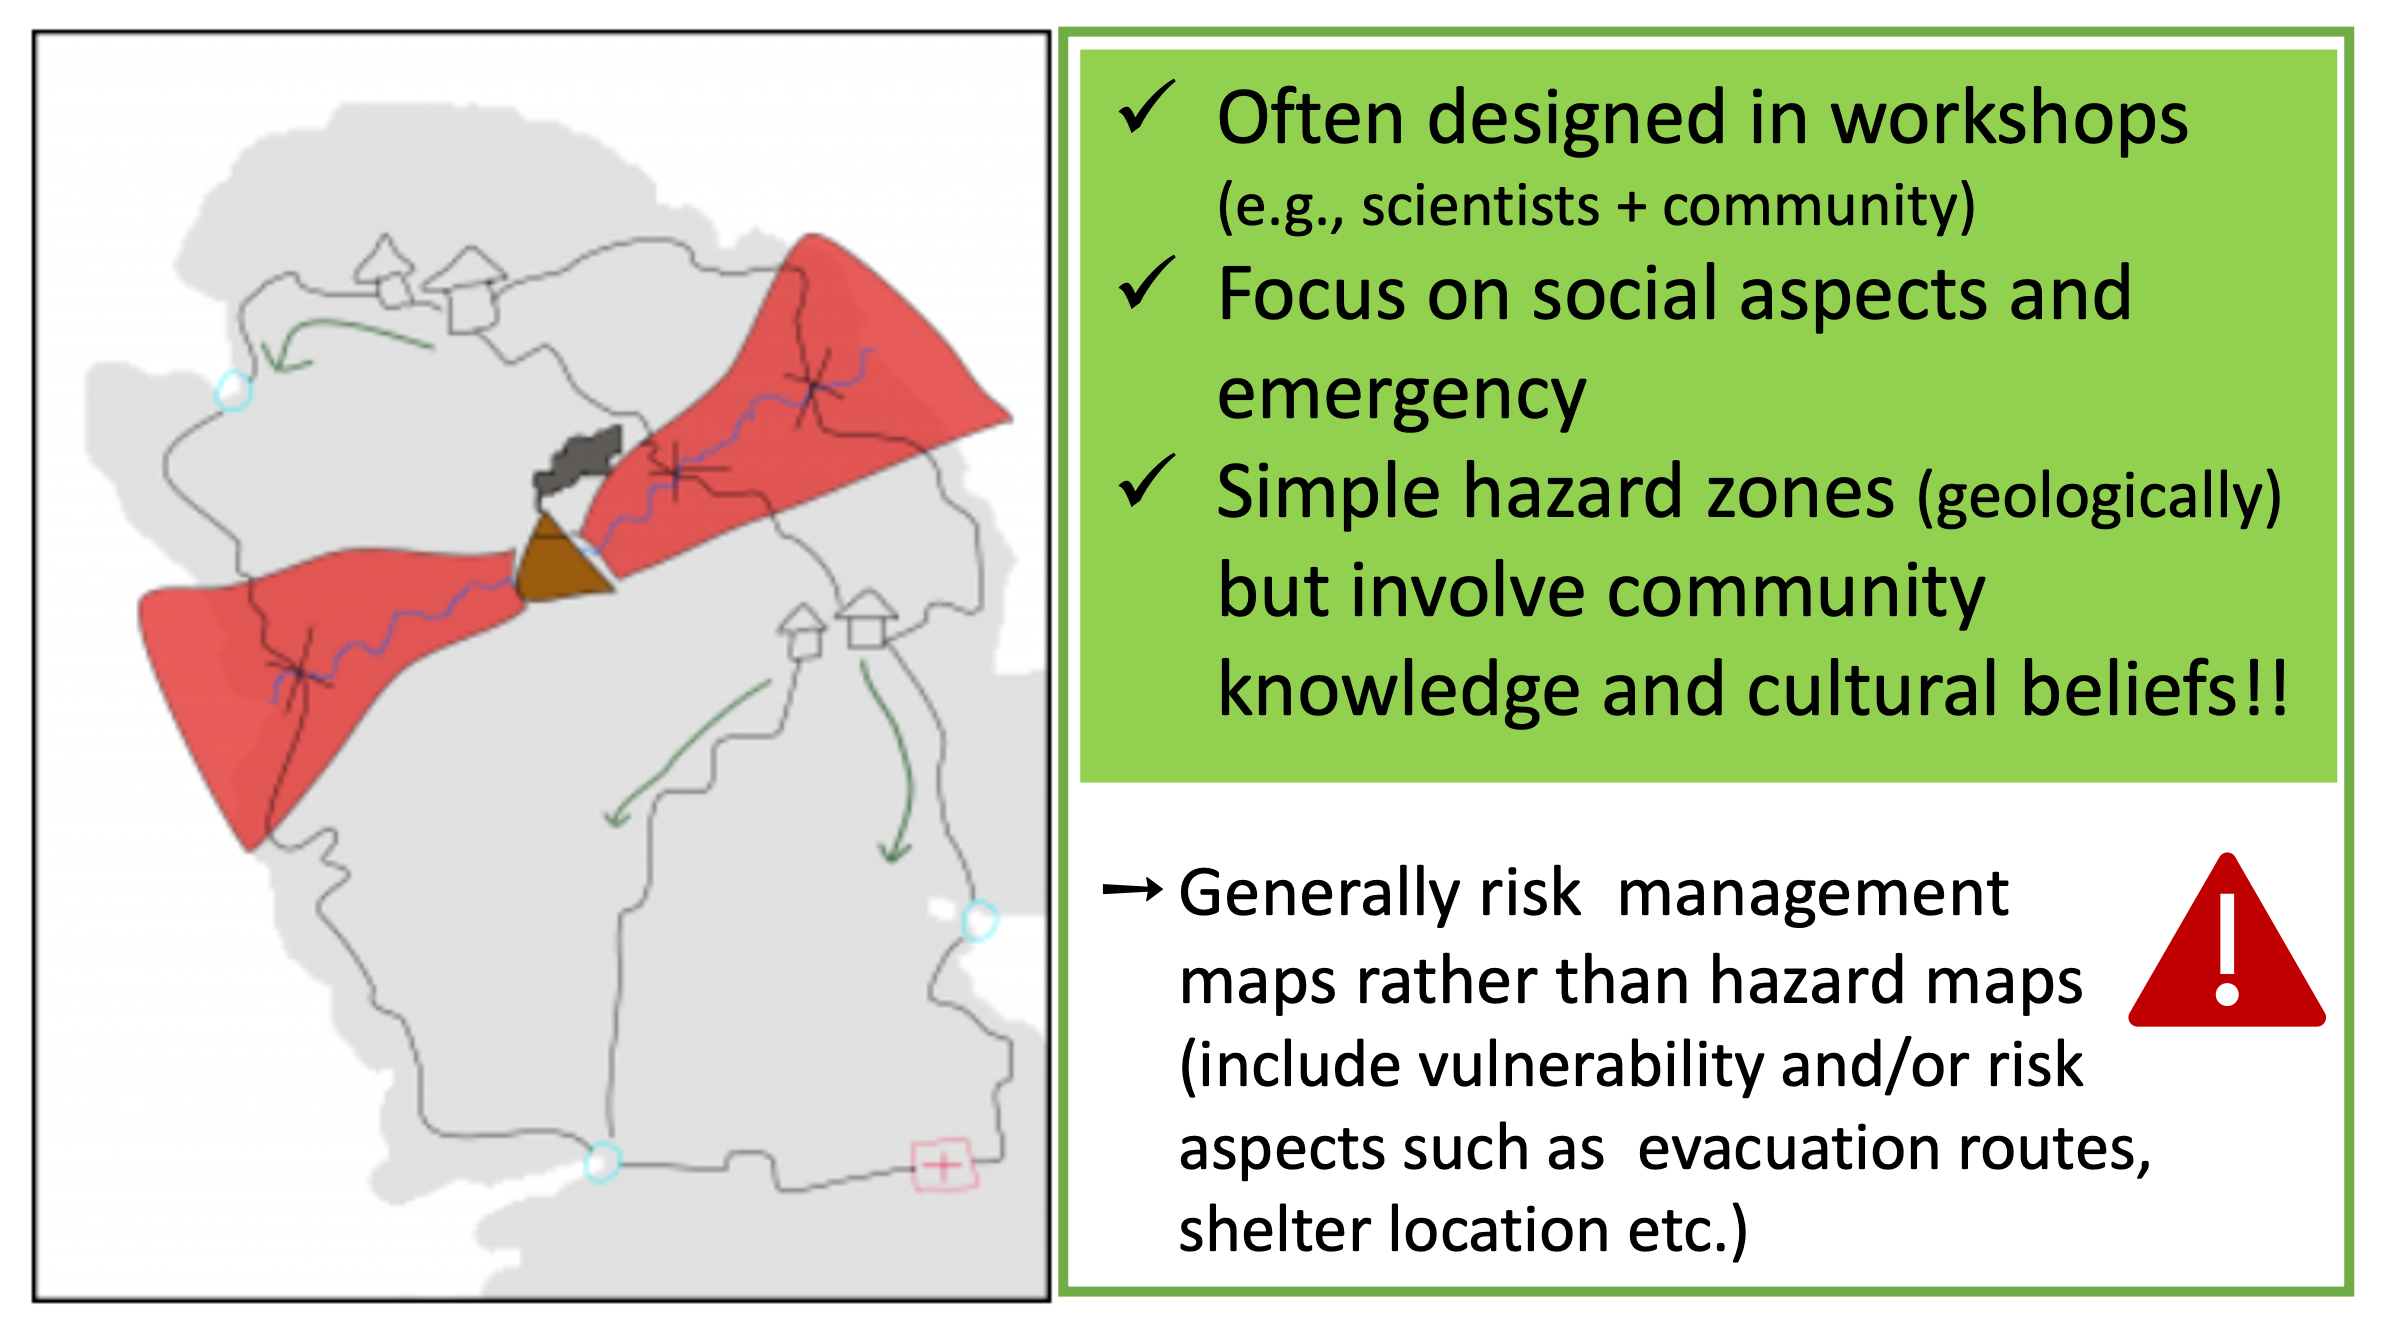 ✓ Often designed in workshops
(e.g., scientists + community)
✓ Focus on social aspects and
emergency
✓ Simple hazard zones (geologically)
but involve community
knowledge and cultural beliefs!!
→ Generally risk  management
maps rather than hazard maps
(include vulnerability and/or risk
aspects such as  evacuation routes,
shelter location etc.)